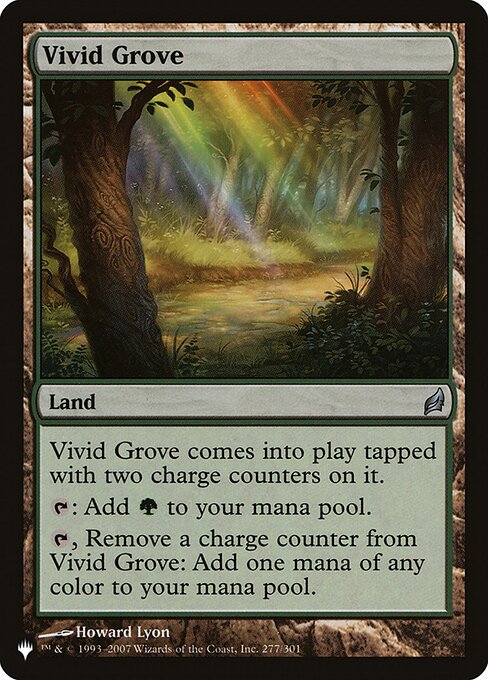 Vivid Grove
Land
Vivid Grove comes into play tapped
with two charge counters on it.
: Add to your mana pool.
, Remove a charge counter from
Vivid Grove: Add one mana of any
color to your mana pool.
Howard Lyon
™ & © 1993–2007 Wizards of the Coast, Inc. 277/301